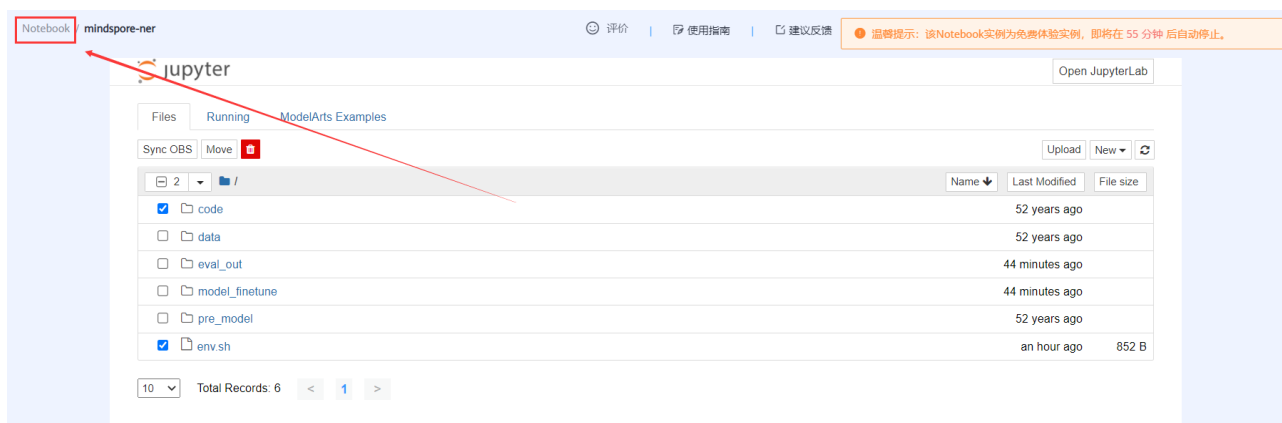 Notebook / mindspore-ner 评价 | 使用指南 | 建议反馈 温馨提示：该Notebook实例为免费体验实例，即将在 55 分钟 后自动停止。
jupyter Open JupyterLab
Files Running ModelArts Examples
Sync OBS Move Upload New
2 / Name Last Modified File size
code 52 years ago
data 52 years ago
eval_out 44 minutes ago
model_finetune 44 minutes ago
pre_model 52 years ago
env.sh an hour ago 852 B
10 Total Records: 6 < 1 >